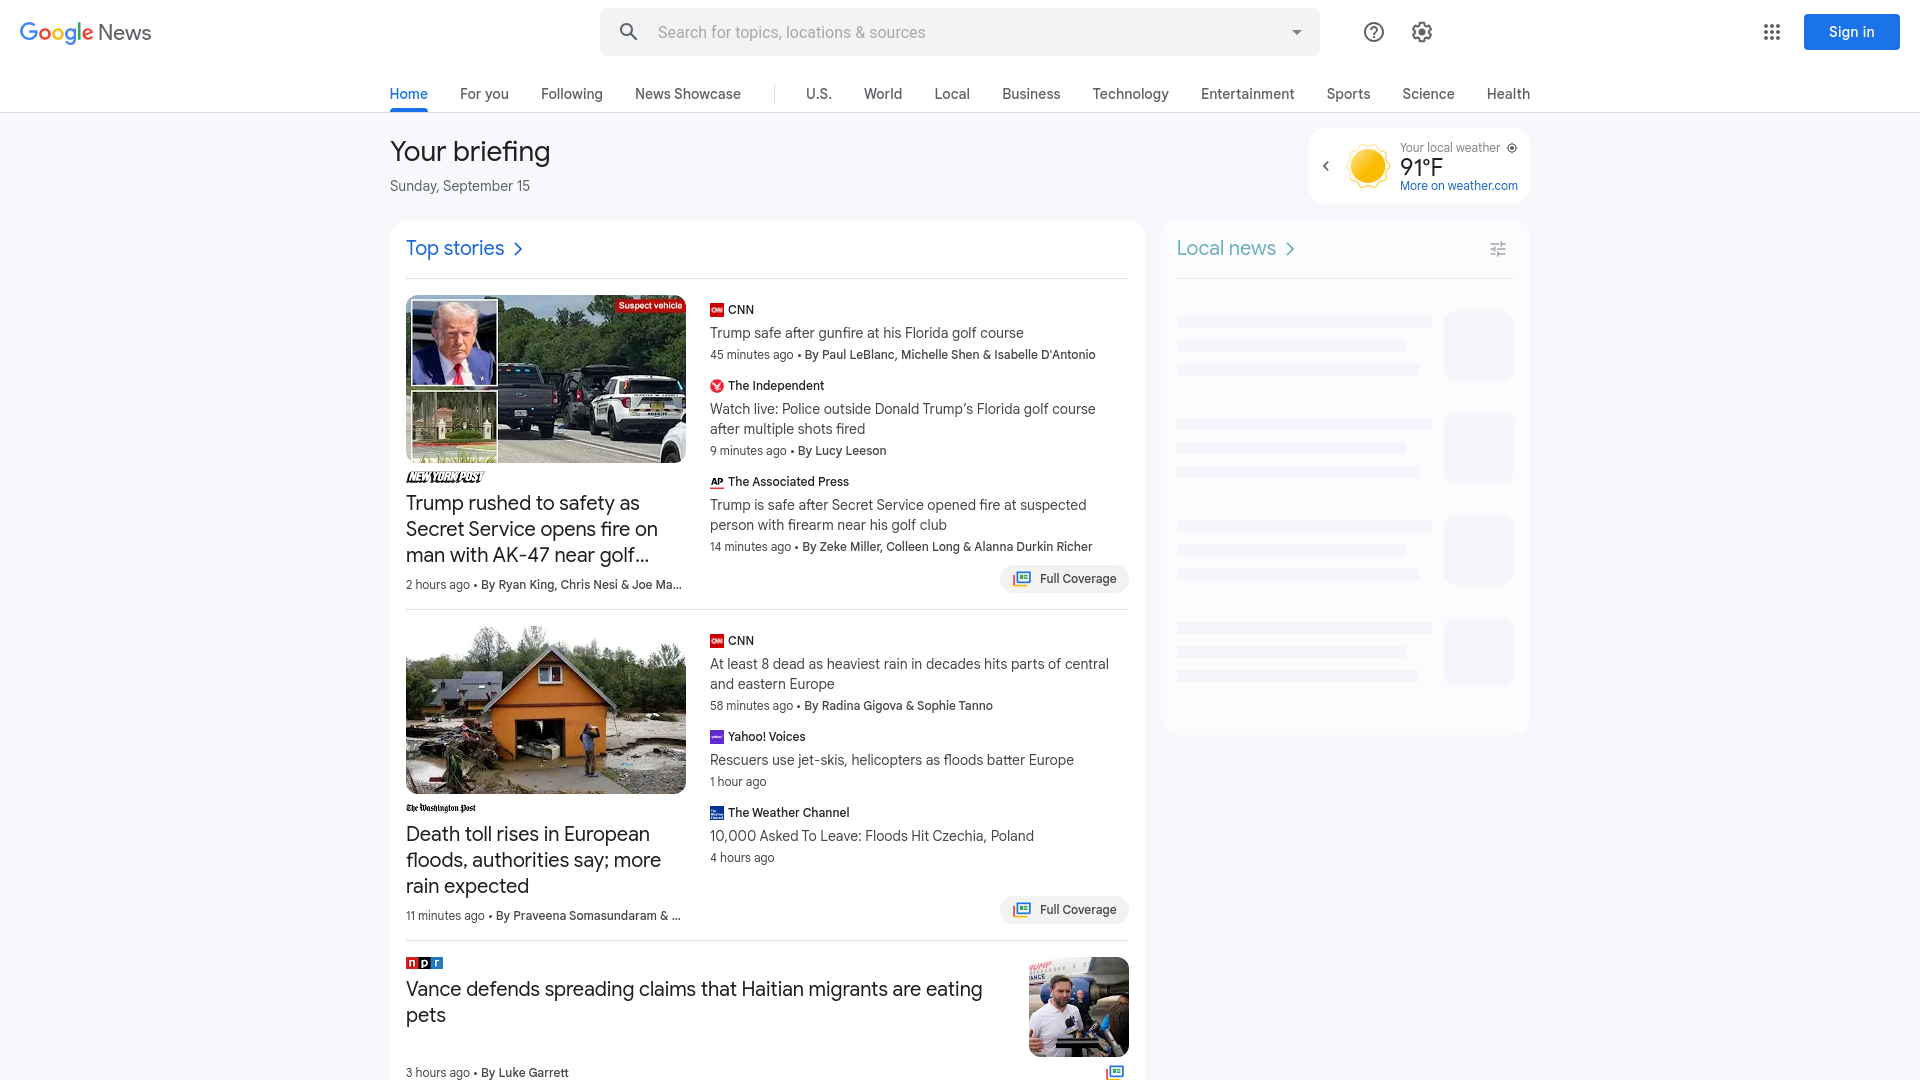 Google News
Search for topics, locations & sources
Sign in
Home
For you
Following
News Showcase
U.S.
World
Local
Business
Technology
Entertainment
Sports
Science
Health
Your briefing
Sunday, September 15
Your local weather
91°F
More on weather.com
Top stories
Suspect vehicle
NEW YORK POST
Trump rushed to safety as
Secret Service opens fire on
man with AK-47 near golf...
2 hours ago • By Ryan King, Chris Nesi & Joe Ma...
CNN
Trump safe after gunfire at his Florida golf course
45 minutes ago • By Paul LeBlanc, Michelle Shen & Isabelle D'Antonio
The Independent
Watch live: Police outside Donald Trump’s Florida golf course
after multiple shots fired
9 minutes ago • By Lucy Leeson
AP The Associated Press
Trump is safe after Secret Service opened fire at suspected
person with firearm near his golf club
14 minutes ago • By Zeke Miller, Colleen Long & Alanna Durkin Richer
Full Coverage
The Washington Post
Death toll rises in European
floods, authorities say; more
rain expected
11 minutes ago • By Praveena Somasundaram & ...
CNN
At least 8 dead as heaviest rain in decades hits parts of central
and eastern Europe
58 minutes ago • By Radina Gigova & Sophie Tanno
Yahoo! Voices
Rescuers use jet-skis, helicopters as floods batter Europe
1 hour ago
The Weather Channel
10,000 Asked To Leave: Floods Hit Czechia, Poland
4 hours ago
Full Coverage
npr
Vance defends spreading claims that Haitian migrants are eating
pets
3 hours ago • By Luke Garrett
Local news